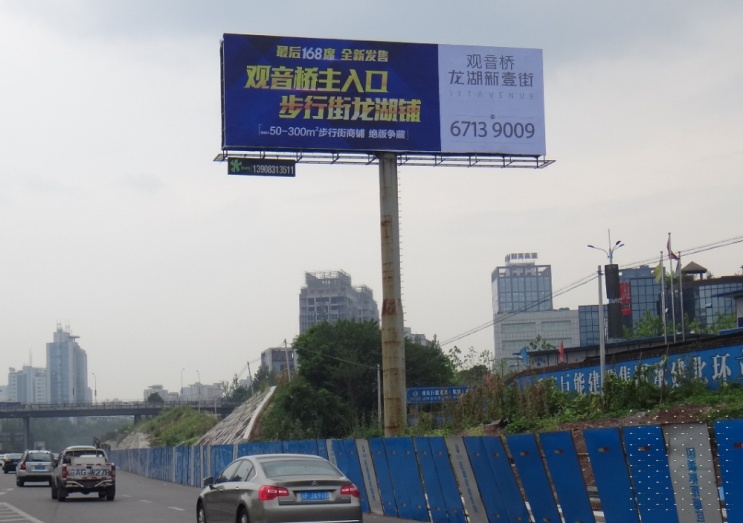 最后168席 全新发售
观音桥主入口
步行街龙湖铺
50-300m²步行街商铺 绝版争藏
观音桥
龙湖新壹街
1STAVENUE
6713 9009
13908313511